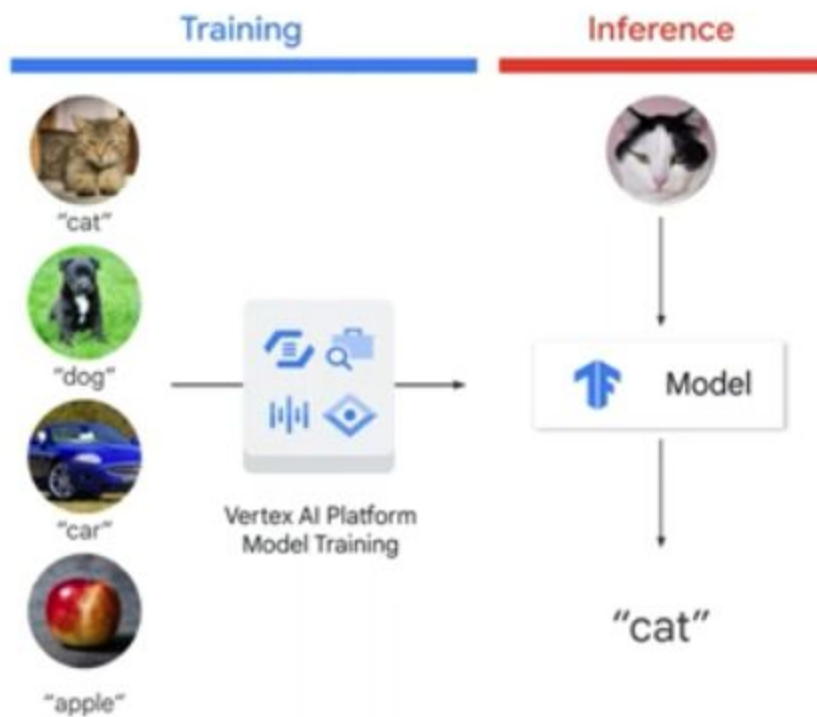 Training
Inference
“cat”
“dog”
“car”
“apple”
Vertex AI Platform
Model Training
Model
“cat”